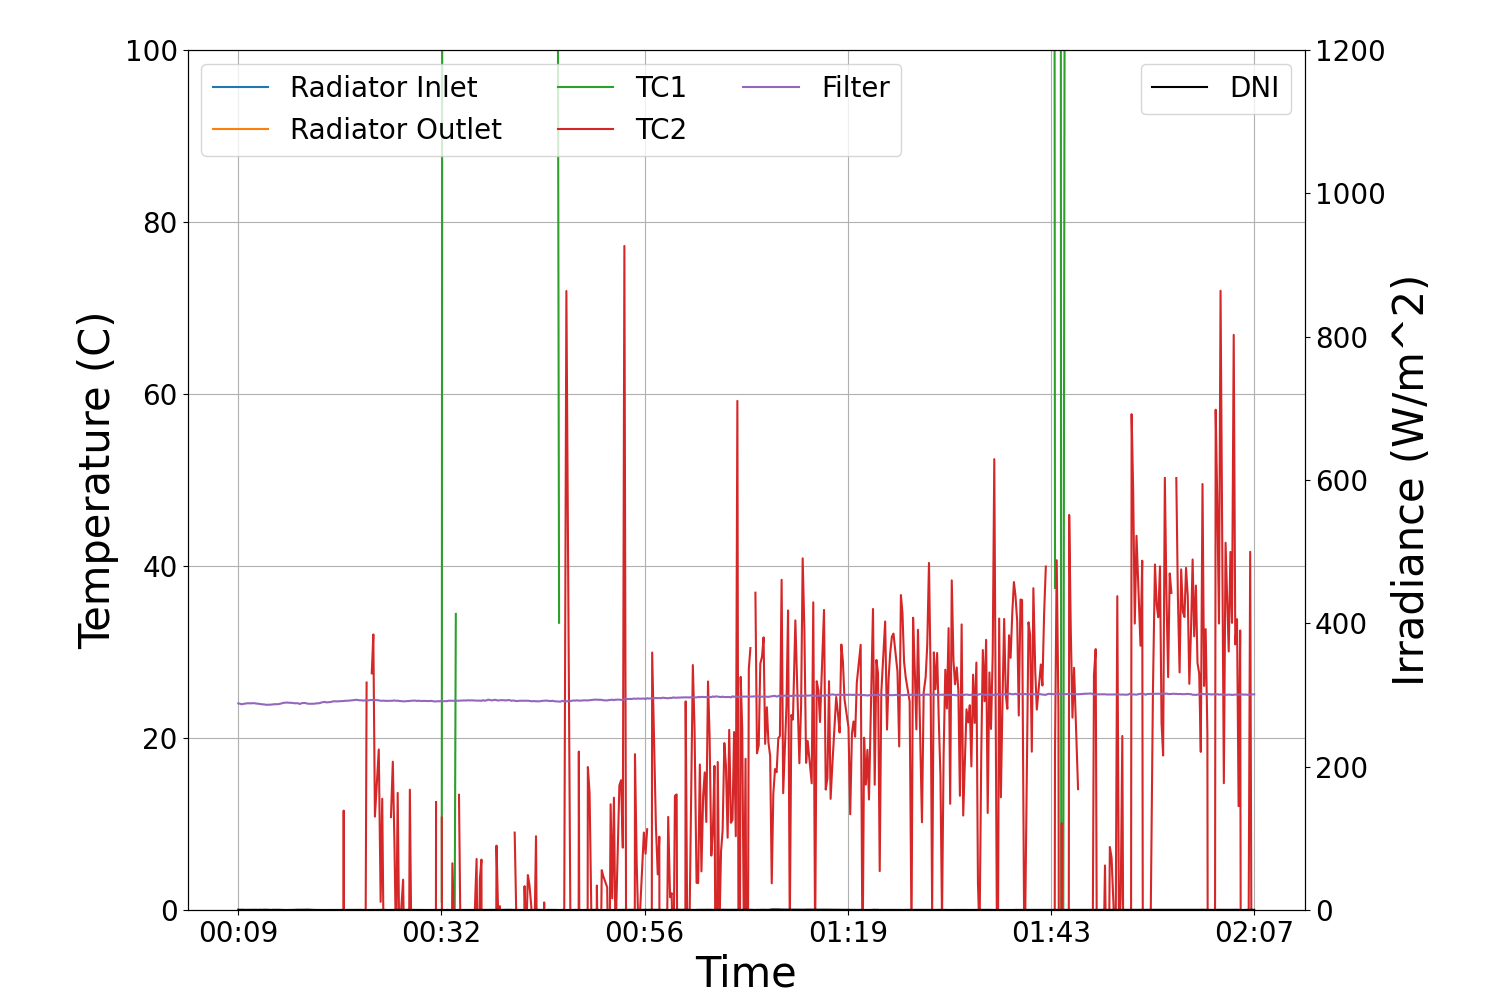 100
80
60
40
20
0
Temperature (C)
Radiator Inlet
Radiator Outlet
TC1
TC2
Filter
DNI
1200
1000
800
600
400
200
0
Irradiance (W/m^2)
00:09
00:32
00:56
01:19
01:43
02:07
Time